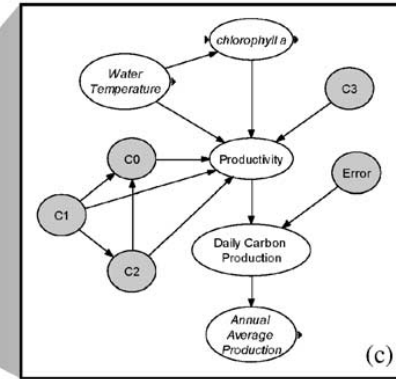 chlorophyll a
Water
Temperature
C3
C0
Productivity
Error
C1
C2
Daily Carbon
Production
Annual
Average
Production
(c)